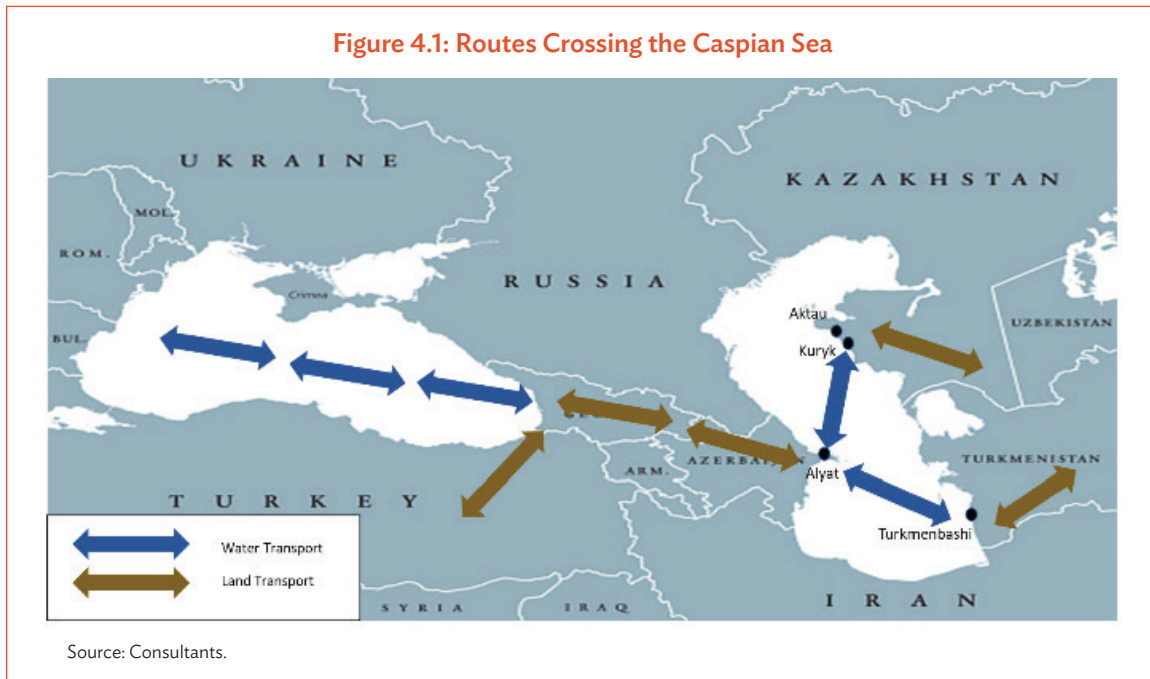 Figure 4.1: Routes Crossing the Caspian Sea
UKRAINE
KAZAKHSTAN
MOL.
ROM.
RUSSIA
Crimea
Aktau
UZBEKISTAN
BUL.
Kuryk
TURKMENISTAN
ARM.
Alyat
TURKEY
Turkmenbashi
Water Transport
Land Transport
IRAN
SYRIA
IRAQ
Source: Consultants.